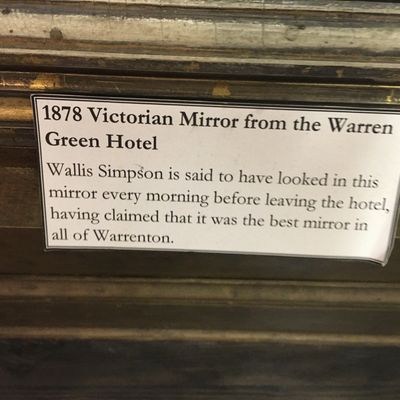 1878 Victorian Mirror from the Warren
Green Hotel
Wallis Simpson is said to have looked in this
mirror every morning before leaving the hotel,
having claimed that it was the best mirror in
all of Warrenton.